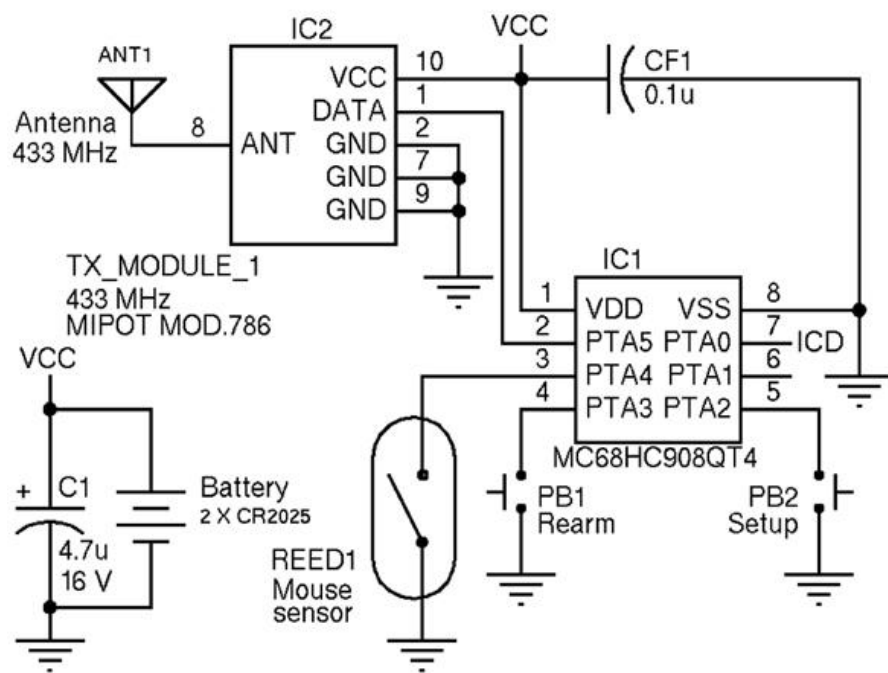 IC2
VCC
ANT1
10
VCC
CF1
0.1u
1
DATA
Antenna
433 MHz
8
ANT
2
GND
7
GND
9
GND
TX_MODULE_1
433 MHz
MIPOT MOD.786
IC1
1
VDD
VSS
8
2
PTA5
PTA0
7
ICD
3
PTA4
PTA1
6
4
PTA3
PTA2
5
MC68HC908QT4
VCC
+
C1
4.7u
16 V
Battery
2 X CR2025
REED1
Mouse
sensor
PB1
Rearm
PB2
Setup